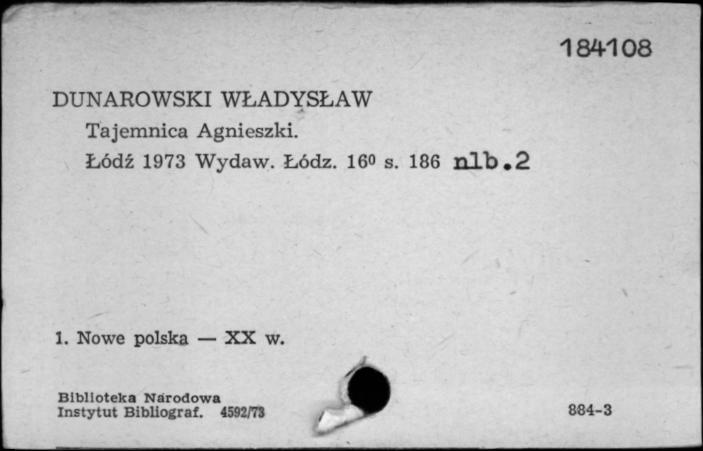 184108
DUNAROWSKI WŁADYSŁAW
Tajemnica Agnieszki.
Łódź 1973 Wydaw. Łódz. 16⁰ s. 186 nlb.2
1. Nowe polska — XX w.
Biblioteka Narodowa
Instytut Bibliograf. 4592/73
884-3